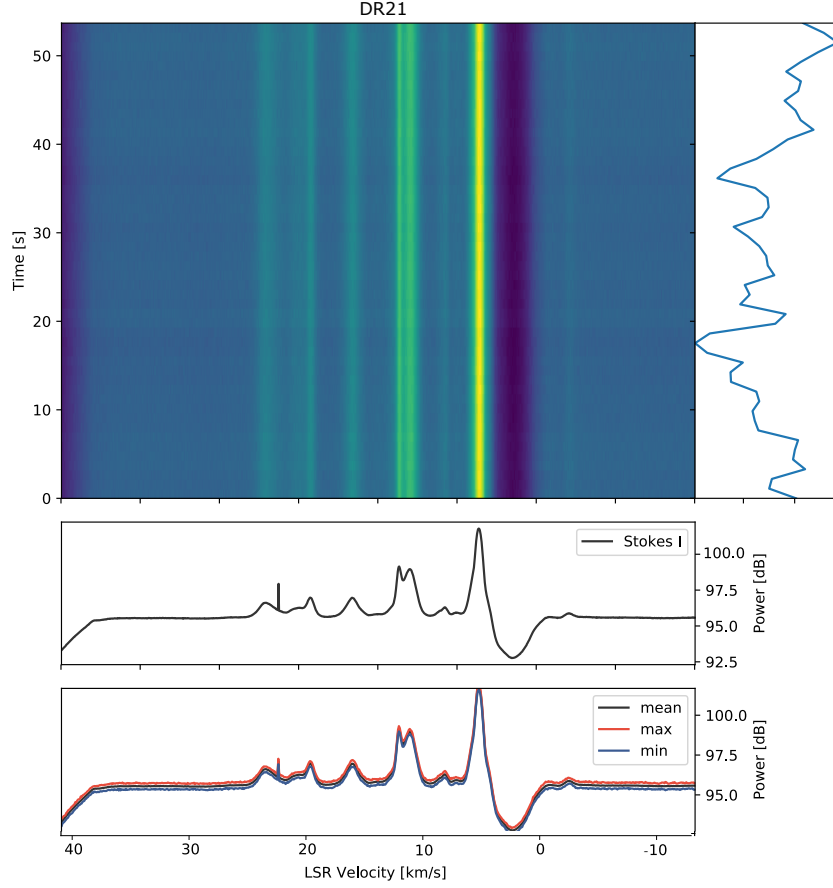 DR21
50
40
30
20
10
0
Time [s]
Stokes I
100.0
97.5
95.0
92.5
Power [dB]
mean
max
min
100.0
97.5
95.0
Power [dB]
40
30
20
10
0
-10
LSR Velocity [km/s]